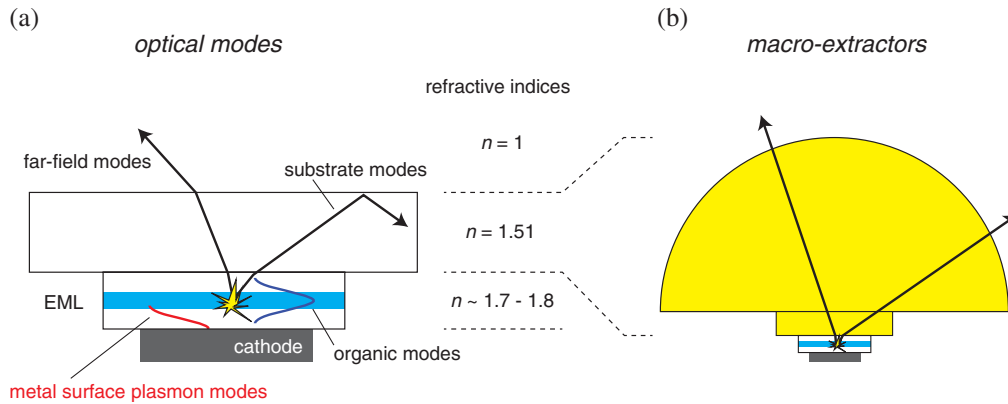 (a)
optical modes
refractive indices
far-field modes
substrate modes
n = 1
n = 1.51
EML
n ~ 1.7 - 1.8
cathode
organic modes
metal surface plasmon modes
(b)
macro-extractors